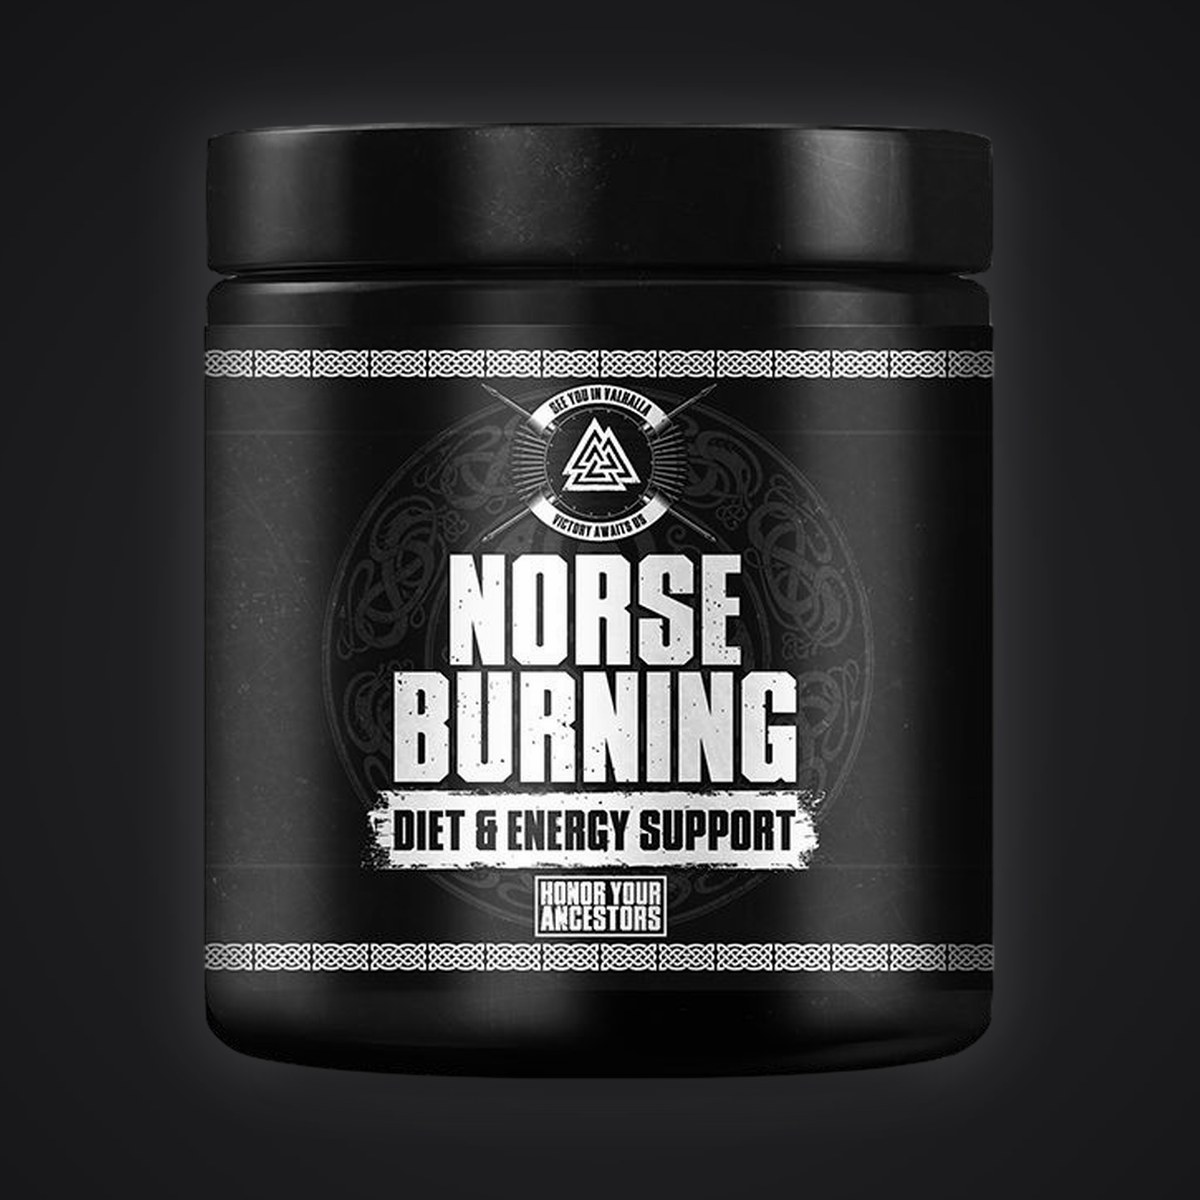 SEE YOU IN VALHALLA
VICTORY AWAITS US
NORSE
BURNING
DIET & ENERGY SUPPORT
HONOR YOUR
ANCESTORS